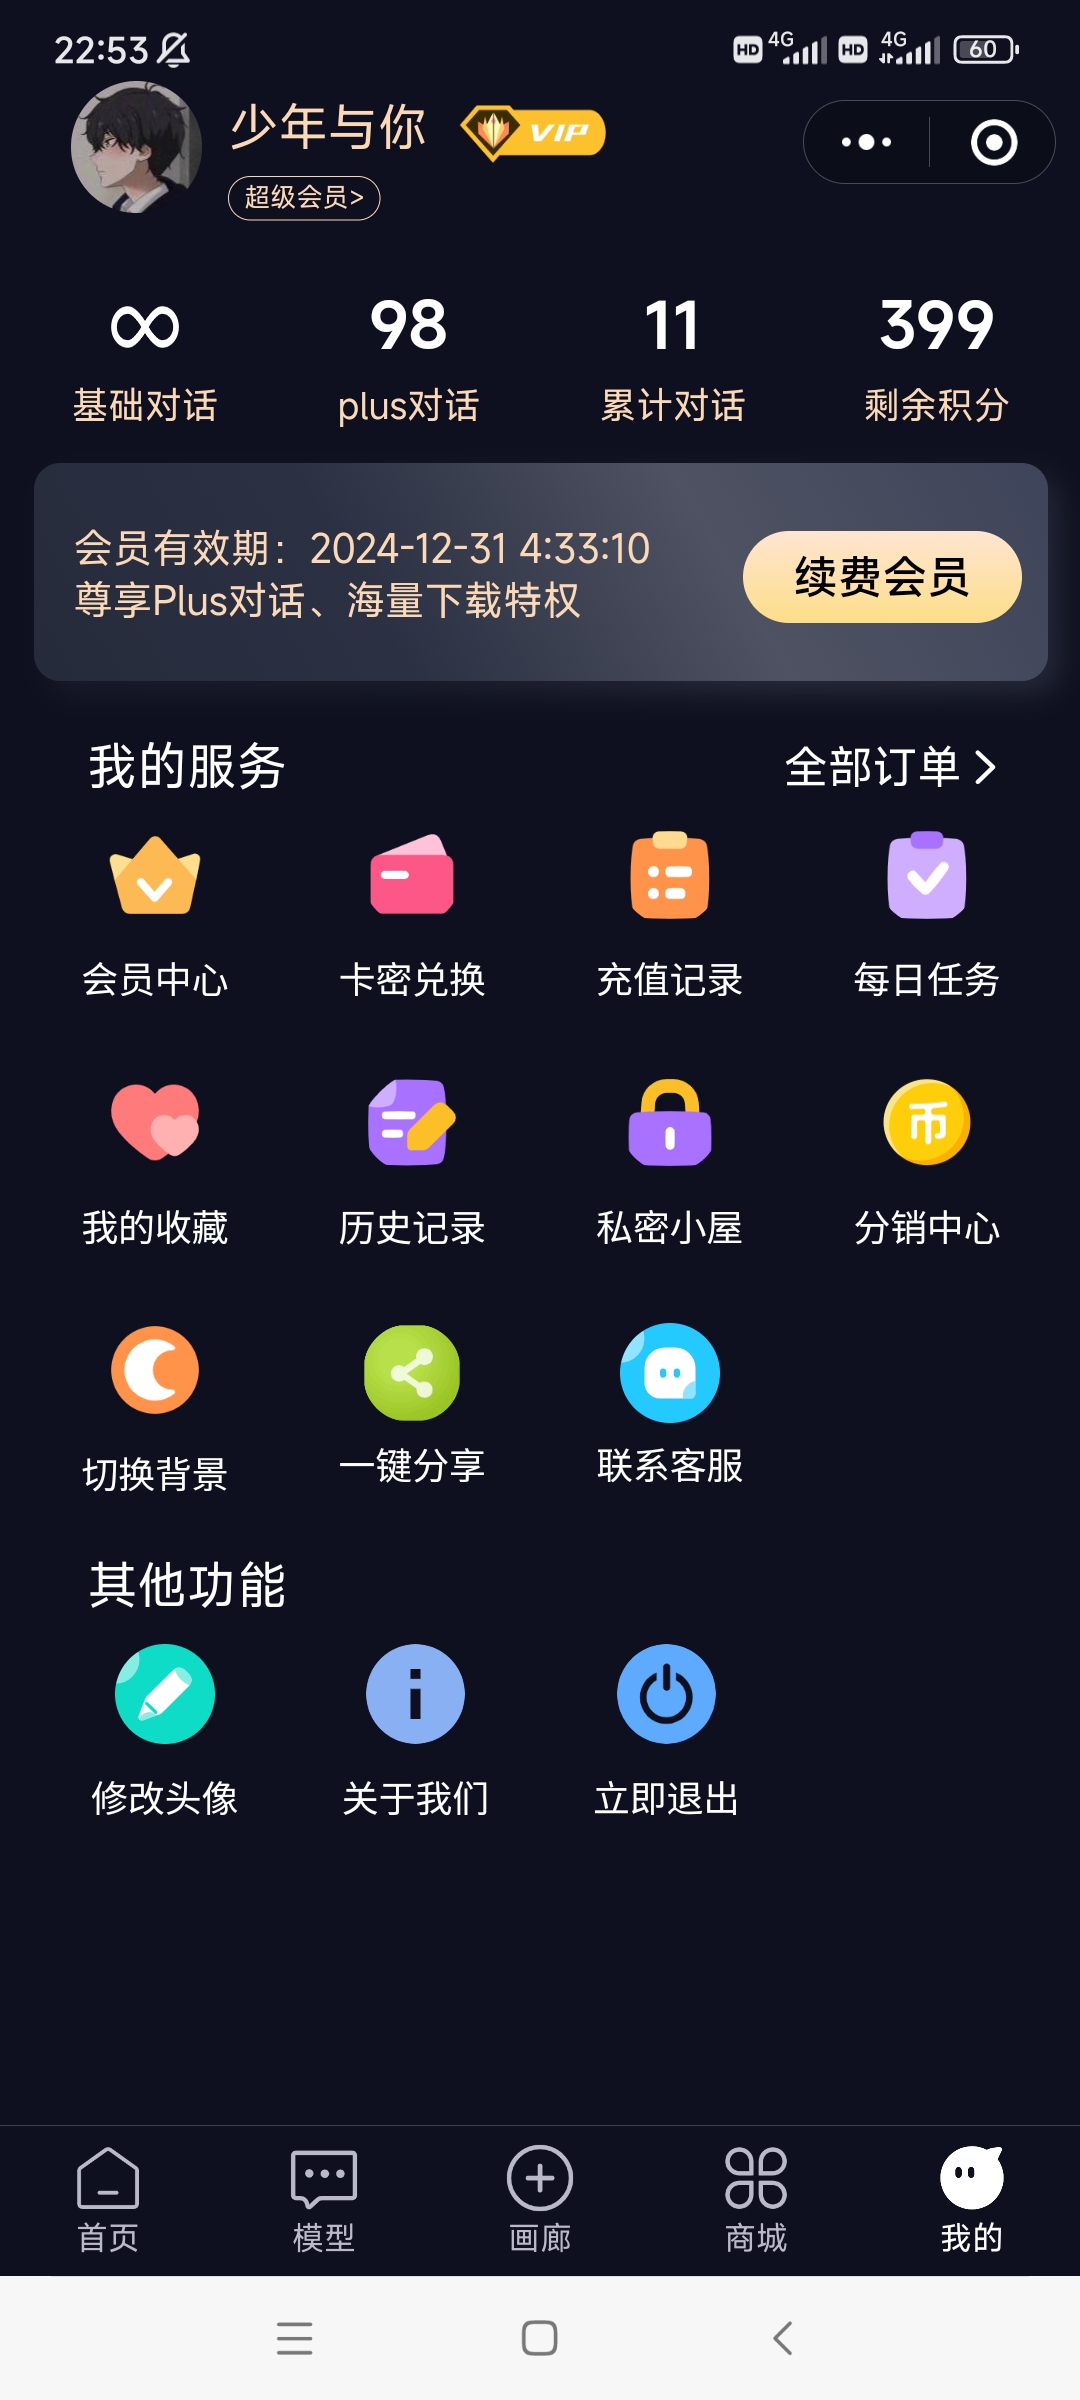 22:53 HD 4G HD 4G 60
少年与你 VIP
超级会员>
∞ 98 11 399
基础对话 plus对话 累计对话 剩余积分
会员有效期：2024-12-31 4:33:10
尊享Plus对话、海量下载特权
续费会员
我的服务 全部订单
会员中心 卡密兑换 充值记录 每日任务
币
我的收藏 历史记录 私密小屋 分销中心
切换背景 一键分享 联系客服
其他功能
修改头像 关于我们 立即退出
首页 模型 画廊 商城 我的